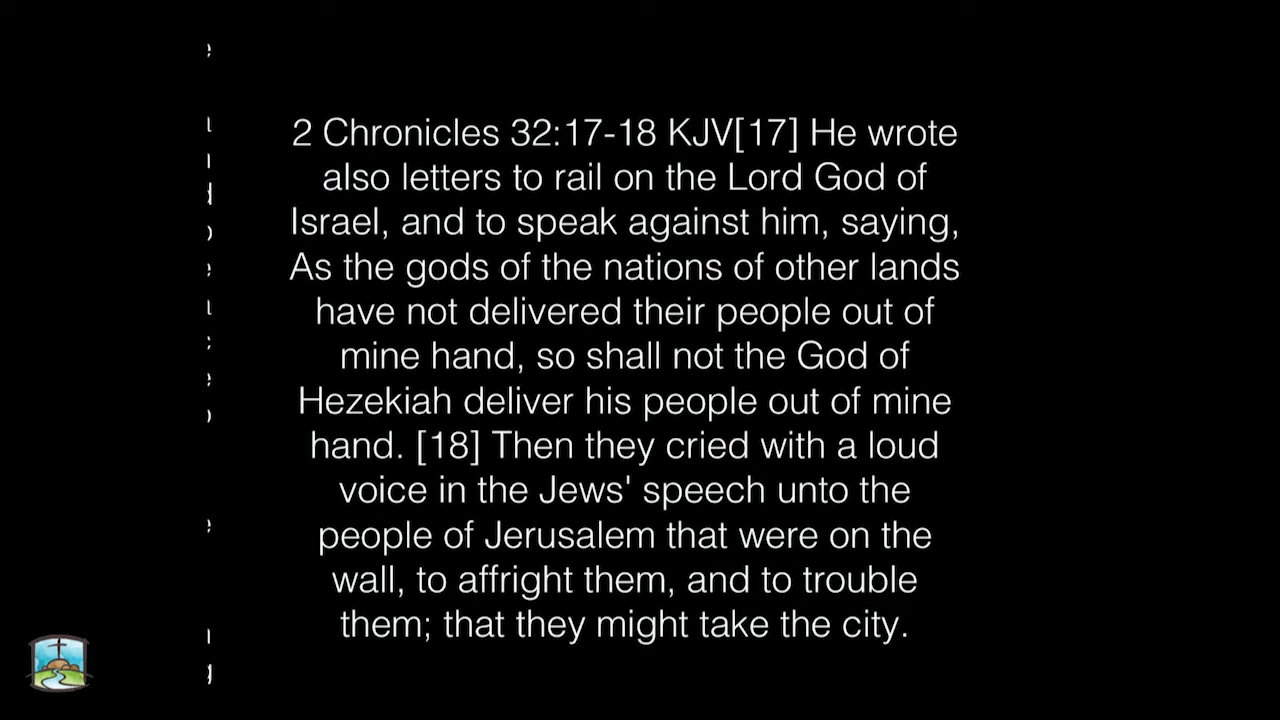 2 Chronicles 32:17-18 KJV[17] He wrote
also letters to rail on the Lord God of
Israel, and to speak against him, saying,
As the gods of the nations of other lands
have not delivered their people out of
mine hand, so shall not the God of
Hezekiah deliver his people out of mine
hand. [18] Then they cried with a loud
voice in the Jews' speech unto the
people of Jerusalem that were on the
wall, to affright them, and to trouble
them; that they might take the city.